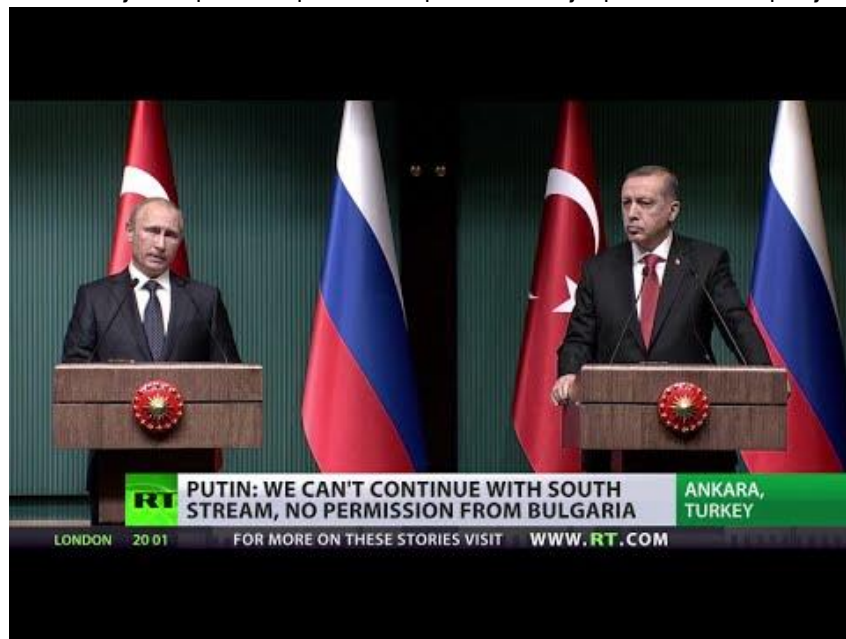 RT
PUTIN: WE CAN'T CONTINUE WITH SOUTH
STREAM, NO PERMISSION FROM BULGARIA
ANKARA,
TURKEY
LONDON 20 01 FOR MORE ON THESE STORIES VISIT WWW.RT.COM